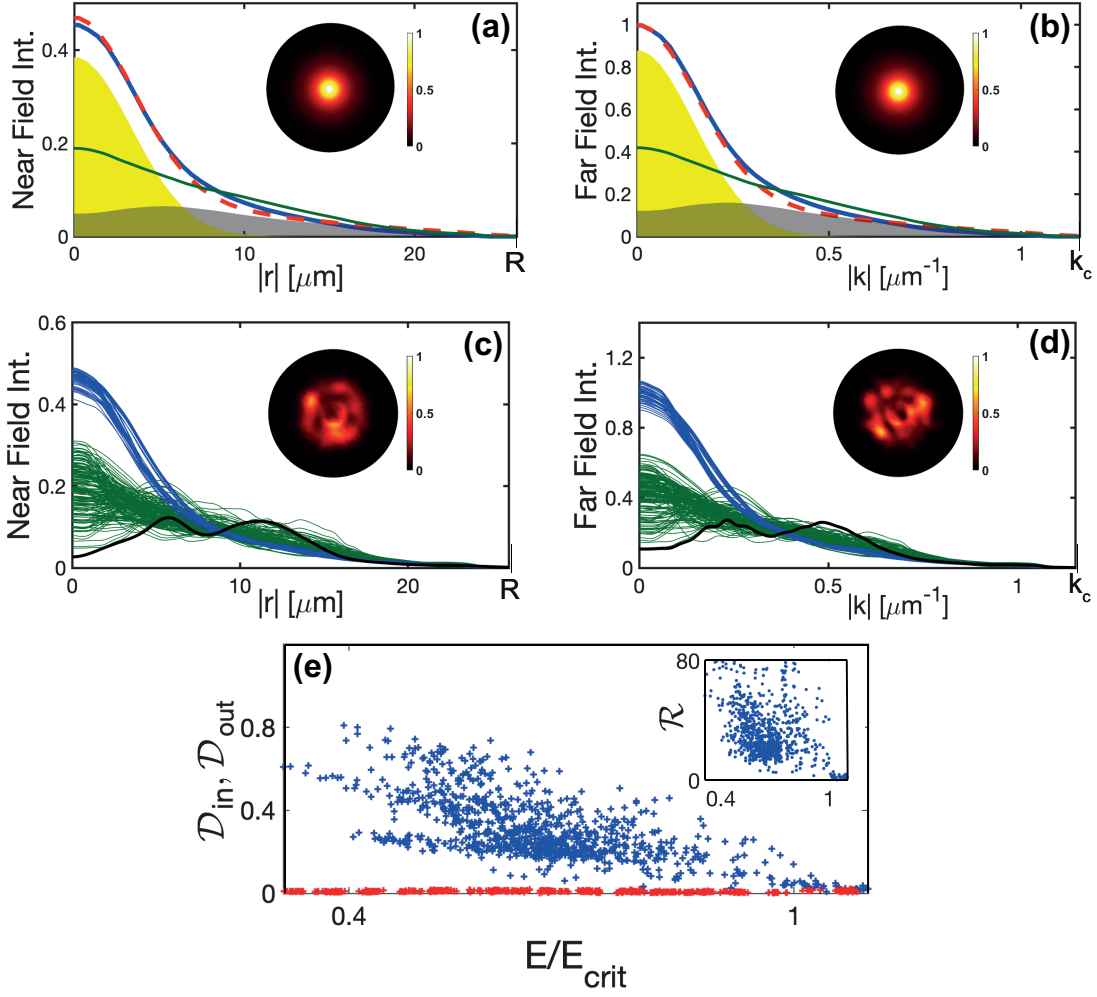 (a)
Near Field Int.
0.4
0.2
0
0
10
20
R
|r| [μm]
1
0.5
0
(b)
Far Field Int.
1
0.8
0.6
0.4
0.2
0
0
0.5
1
k_c
|k| [μm⁻¹]
1
0.5
0
(c)
Near Field Int.
0.6
0.4
0.2
0
0
10
20
R
|r| [μm]
1
0.5
0
(d)
Far Field Int.
1.2
0.8
0.4
0
0
0.5
1
k_c
|k| [μm⁻¹]
1
0.5
0
(e)
𝒟_in, 𝒟_out
0.8
0.4
0
0.4
1
E/E_crit
80
ℛ
0
0.4
1